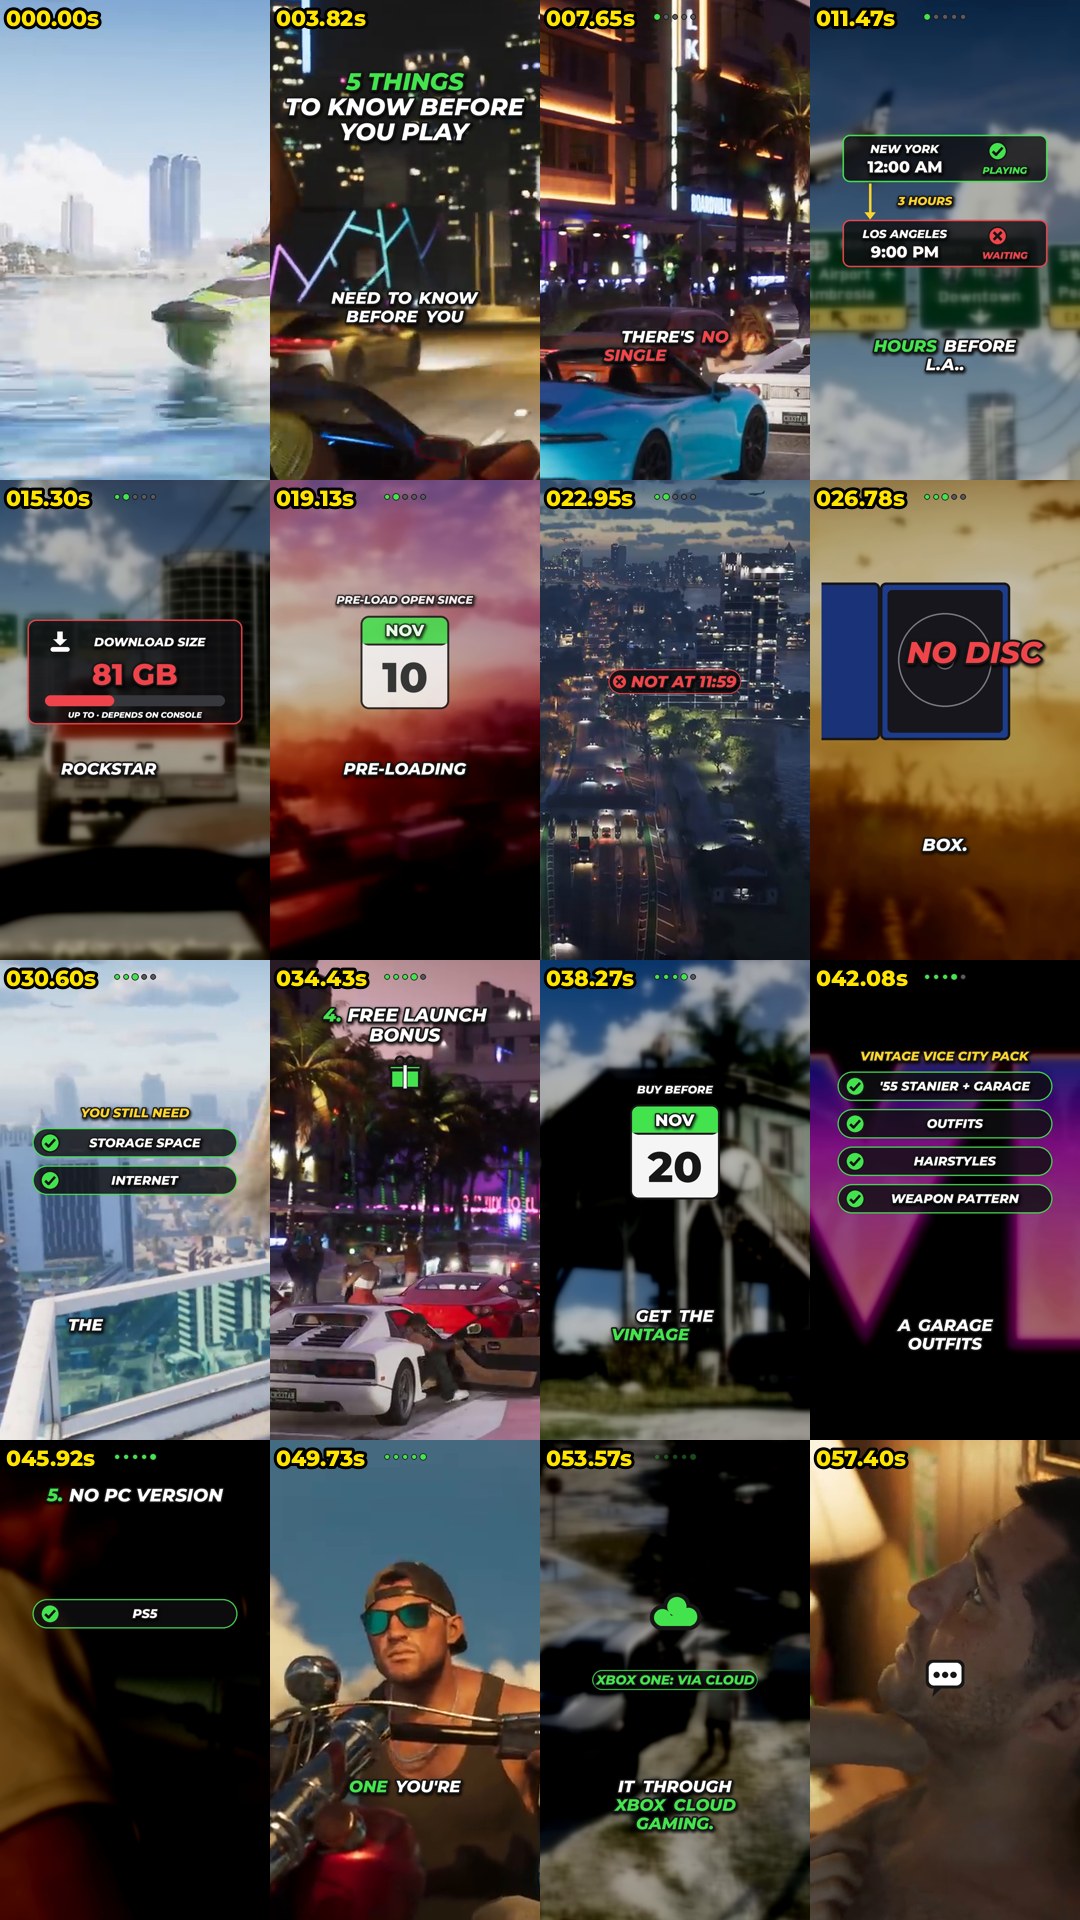 000.00s
003.82s
5 THINGS
TO KNOW BEFORE
YOU PLAY
NEED TO KNOW
BEFORE YOU
007.65s
LK
BOARDWALK
THERE'S NO
SINGLE
011.47s
NEW YORK
12:00 AM
PLAYING
3 HOURS
LOS ANGELES
9:00 PM
WAITING
Airport
Downtown
ONLY
HOURS BEFORE
L.A..
015.30s
DOWNLOAD SIZE
81 GB
UP TO - DEPENDS ON CONSOLE
ROCKSTAR
019.13s
PRE-LOAD OPEN SINCE
NOV
10
PRE-LOADING
022.95s
NOT AT 11:59
026.78s
NO DISC
BOX.
030.60s
YOU STILL NEED
STORAGE SPACE
INTERNET
THE
034.43s
4. FREE LAUNCH
BONUS
038.27s
BUY BEFORE
NOV
20
GET THE
VINTAGE
042.08s
VINTAGE VICE CITY PACK
'55 STANIER + GARAGE
OUTFITS
HAIRSTYLES
WEAPON PATTERN
A GARAGE
OUTFITS
045.92s
5. NO PC VERSION
PS5
049.73s
ONE YOU'RE
053.57s
XBOX ONE: VIA CLOUD
IT THROUGH
XBOX CLOUD
GAMING.
057.40s